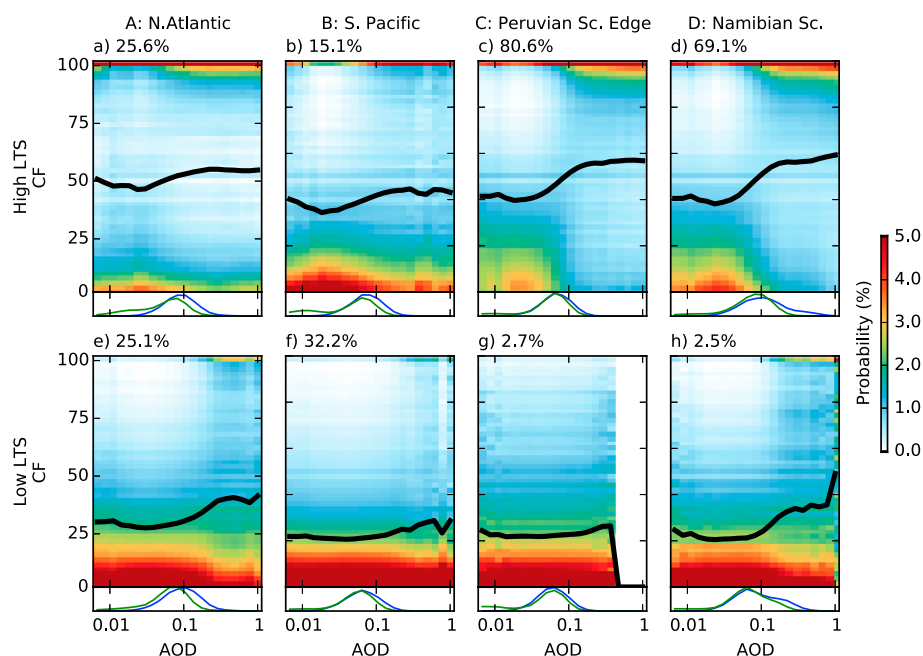 A: N.Atlantic B: S. Pacific C: Peruvian Sc. Edge D: Namibian Sc.
a) 25.6% b) 15.1% c) 80.6% d) 69.1%
100
75
50
25
0
High LTS
CF
e) 25.1% f) 32.2% g) 2.7% h) 2.5%
100
75
50
25
0
Low LTS
CF
0.01 0.1 1 0.01 0.1 1 0.01 0.1 1 0.01 0.1 1
AOD AOD AOD AOD
5.0
4.0
3.0
2.0
1.0
0.0
Probability (%)